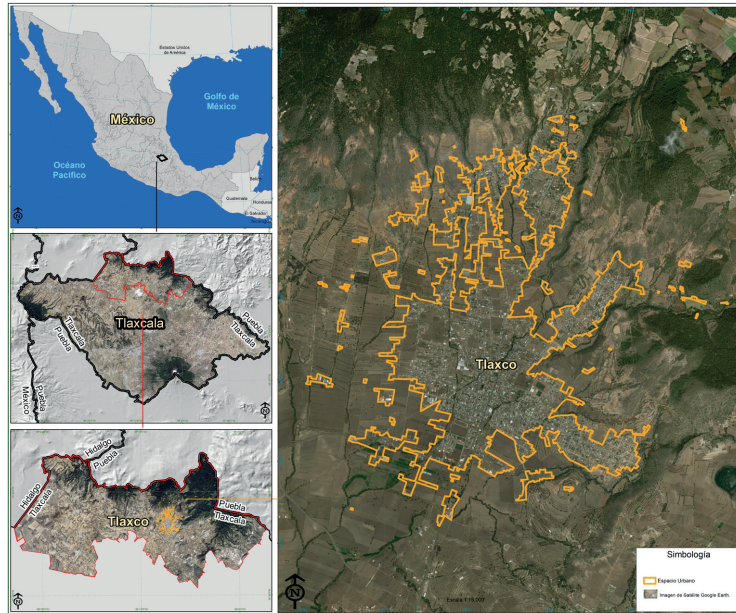 Estados Unidos
de América
Golfo de
México
México
Océano
Pacífico
Belice
Guatemala
Honduras
El Salvador
N
Tlaxcala
Puebla
Tlaxcala
Tlaxcala
Puebla
Puebla
México
N
Hidalgo
Puebla
Hidalgo
Tlaxcala
Tlaxco
Puebla
Tlaxcala
N
Tlaxco
N
Simbología
Espacio Urbano
Imagen de Satélite Google Earth.